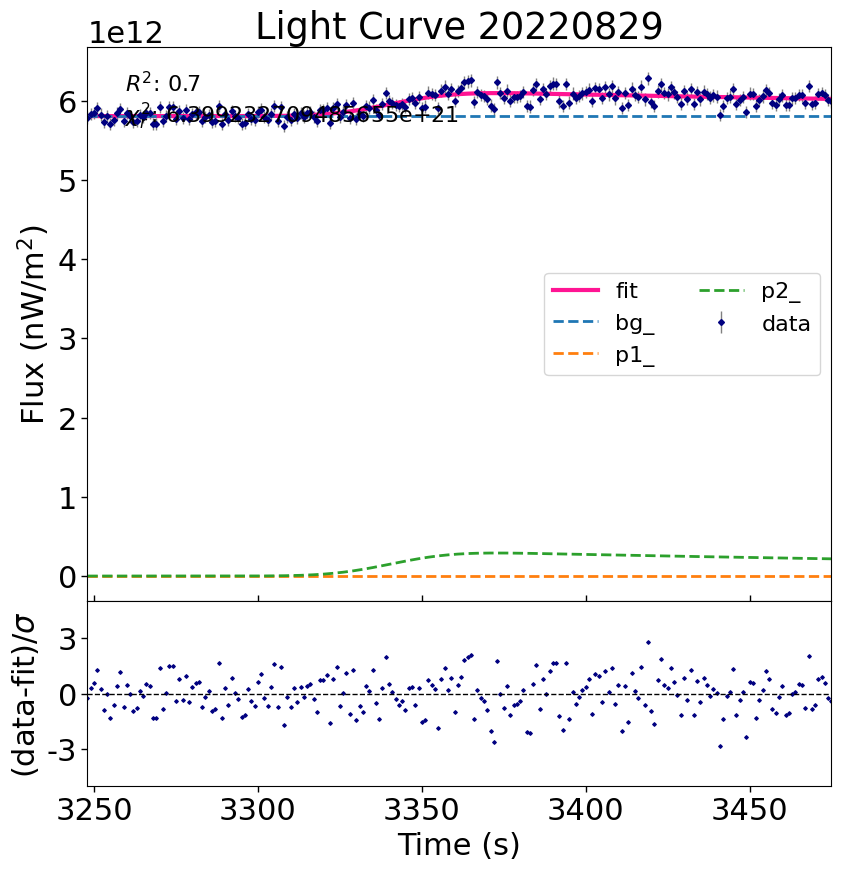 Light Curve 20220829
1e12
R²: 0.7
6
5
4
3
2
1
0
Flux (nW/m²)
fit
bg_
p1_
p2_
data
3
0
-3
(data-fit)/σ
3250
3300
3350
3400
3450
Time (s)